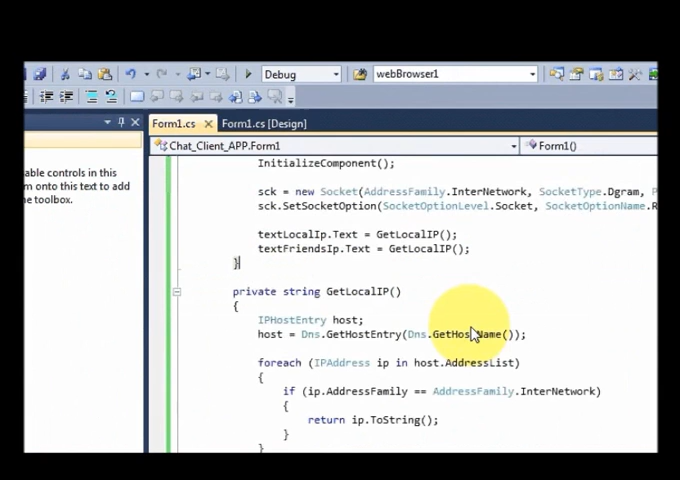 Debug webBrowser1
Form1.cs Form1.cs [Design]
Chat_Client_APP.Form1 Form1()
able controls in this
m onto this text to add
he toolbox.
InitializeComponent();
sck = new Socket(AddressFamily.InterNetwork, SocketType.Dgram, P
sck.SetSocketOption(SocketOptionLevel.Socket, SocketOptionName.R
textLocalIp.Text = GetLocalIP();
textFriendsIp.Text = GetLocalIP();
}
private string GetLocalIP()
{
IPHostEntry host;
host = Dns.GetHostEntry(Dns.GetHostName());
foreach (IPAddress ip in host.AddressList)
{
if (ip.AddressFamily == AddressFamily.InterNetwork)
{
return ip.ToString();
}
}